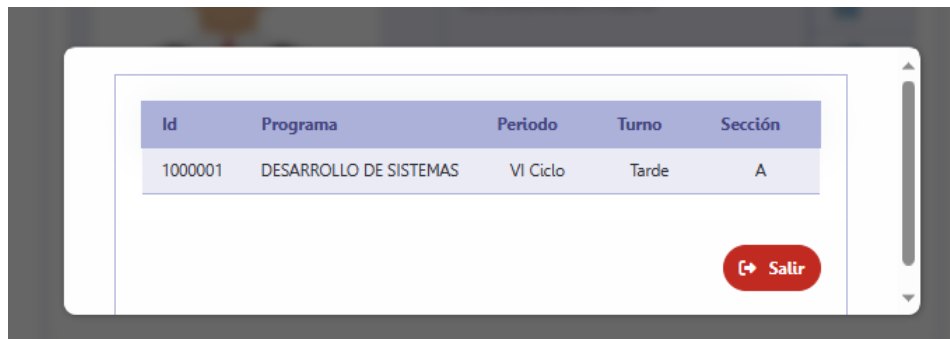 Id Programa Periodo Turno Sección
1000001 DESARROLLO DE SISTEMAS VI Ciclo Tarde A
Salir